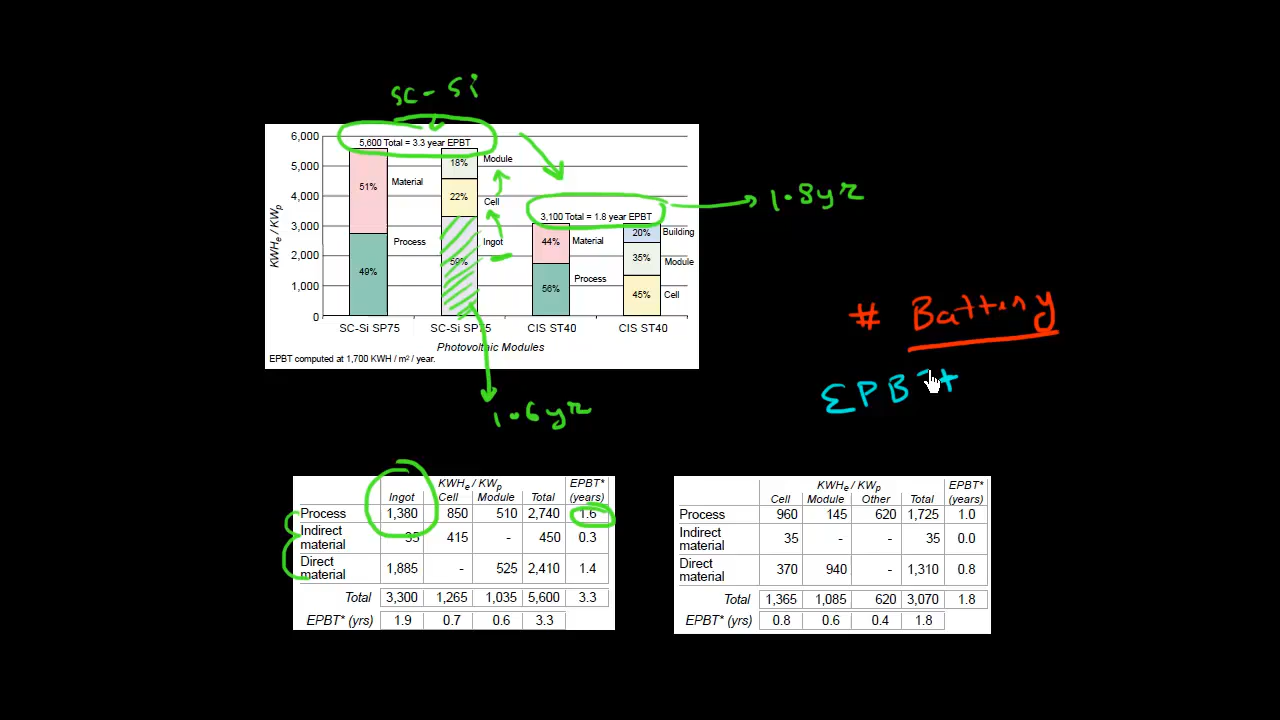 SC-Si
6,000
5,600 Total = 3.3 year EPBT
5,000
51%
Material
18%
Module
4,000
22%
Cell
3,100 Total = 1.8 year EPBT
1.8yr
3,000
Process
Ingot
44%
Material
20%
Building
2,000
49%
59%
Process
35%
Module
1,000
56%
45%
Cell
0
KWHe / KWp
SC-Si SP75
SC-Si SP75
CIS ST40
CIS ST40
Photovoltaic Modules
EPBT computed at 1,700 KWH / m² / year.
# Battery
EPBT
1.6yr
KWHe / KWp EPBT*
Ingot Cell Module Total (years)
Process 1,380 850 510 2,740 1.6
Indirect material 35 415 - 450 0.3
Direct material 1,885 - 525 2,410 1.4
Total 3,300 1,265 1,035 5,600 3.3
EPBT* (yrs) 1.9 0.7 0.6 3.3
KWHe / KWp EPBT*
Cell Module Other Total (years)
Process 960 145 620 1,725 1.0
Indirect material 35 - - 35 0.0
Direct material 370 940 - 1,310 0.8
Total 1,365 1,085 620 3,070 1.8
EPBT* (yrs) 0.8 0.6 0.4 1.8